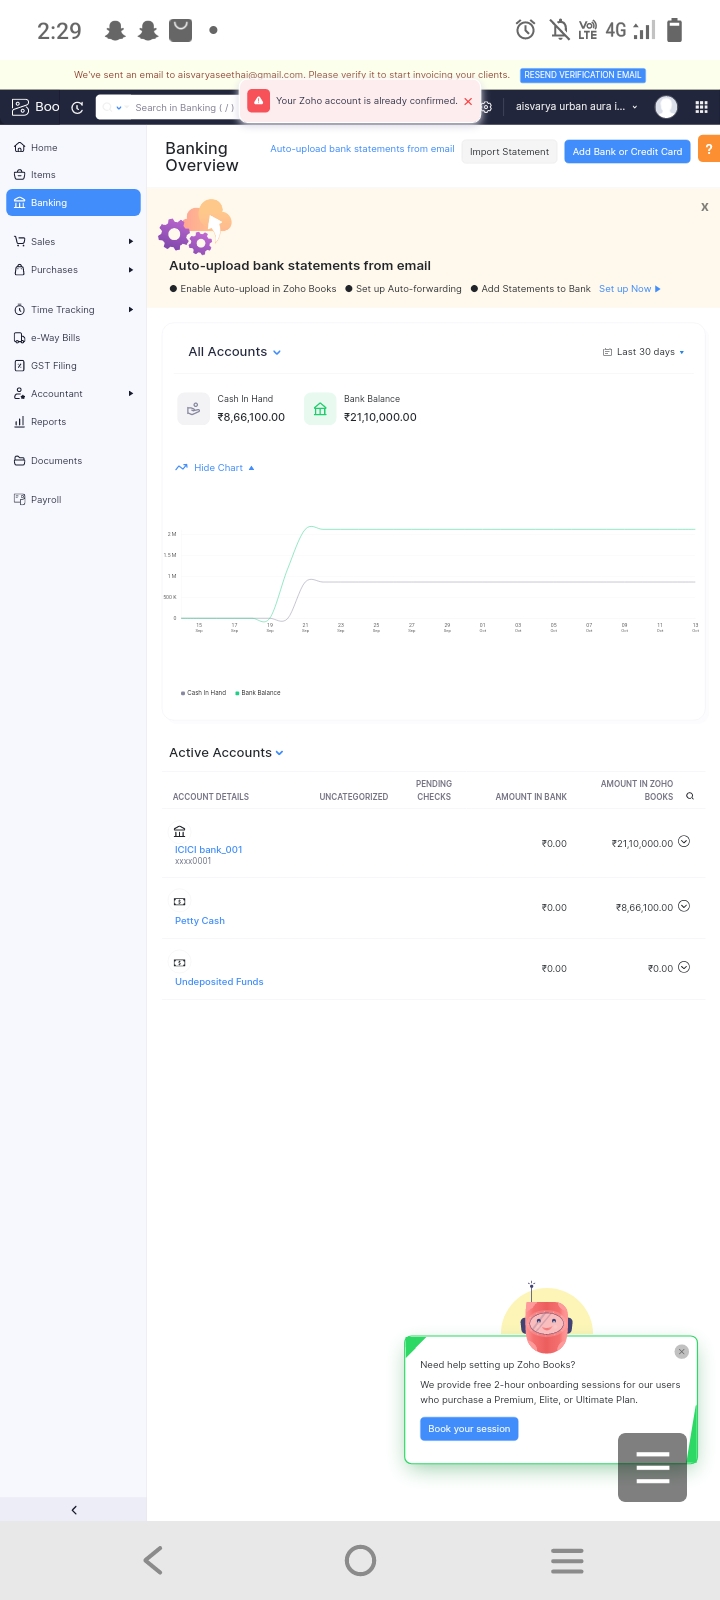 2:29
Vol) LTE 4G
We've sent an email to aisvaryaseethai@gmail.com. Please verify it to start invoicing your clients. RESEND VERIFICATION EMAIL
Boo
Search in Banking ( / )
Your Zoho account is already confirmed.
aisvarya urban aura i...
Home
Items
Banking
Sales
Purchases
Time Tracking
e-Way Bills
GST Filing
Accountant
Reports
Documents
Payroll
Banking
Overview
Auto-upload bank statements from email
Import Statement
Add Bank or Credit Card
?
X
Auto-upload bank statements from email
Enable Auto-upload in Zoho Books
Set up Auto-forwarding
Add Statements to Bank
Set up Now
All Accounts
Last 30 days
Cash In Hand
₹8,66,100.00
Bank Balance
₹21,10,000.00
Hide Chart
2 M
1.5 M
1 M
500 K
0
15 Sep
17 Sep
19 Sep
21 Sep
23 Sep
25 Sep
27 Sep
29 Sep
01 Oct
03 Oct
05 Oct
07 Oct
09 Oct
11 Oct
13 Oct
Cash In Hand
Bank Balance
Active Accounts
ACCOUNT DETAILS
UNCATEGORIZED
PENDING CHECKS
AMOUNT IN BANK
AMOUNT IN ZOHO BOOKS
ICICI bank_001
xxxx0001
₹0.00
₹21,10,000.00
Petty Cash
₹0.00
₹8,66,100.00
Undeposited Funds
₹0.00
₹0.00
Need help setting up Zoho Books?
We provide free 2-hour onboarding sessions for our users
who purchase a Premium, Elite, or Ultimate Plan.
Book your session